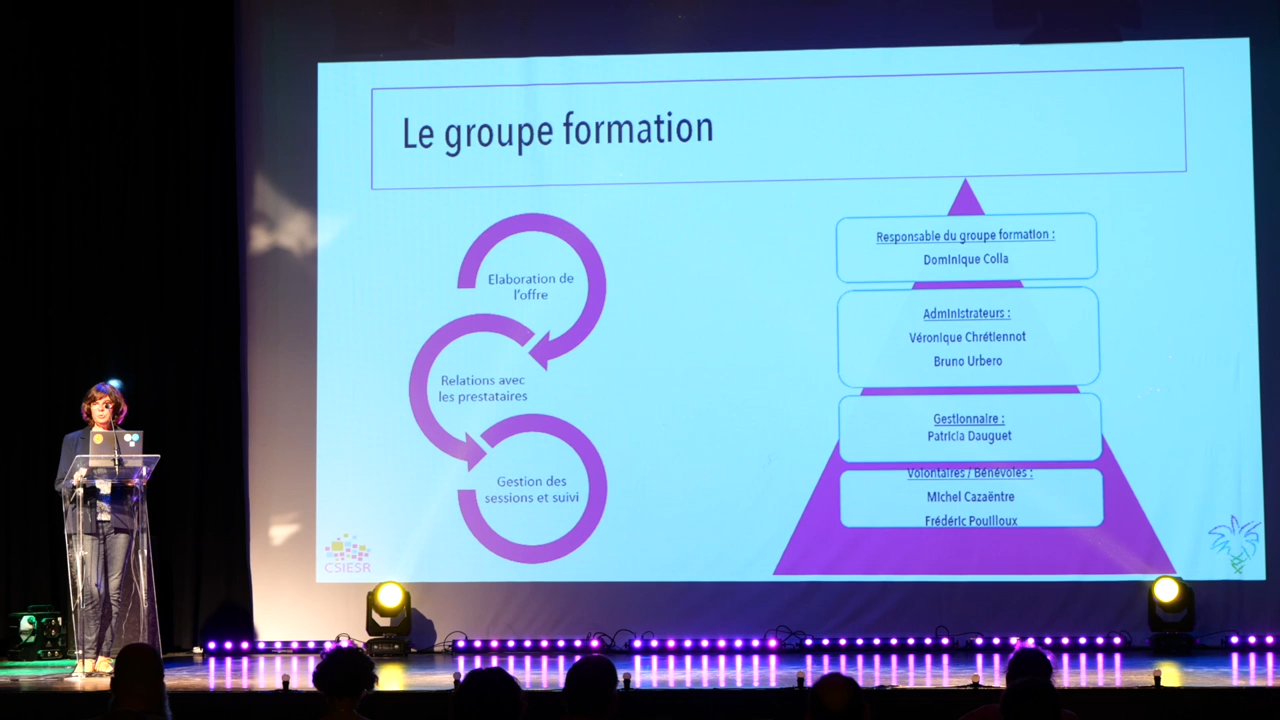 Le groupe formation
Elaboration de
l'offre
Relations avec
les prestataires
Gestion des
sessions et suivi
Responsable du groupe formation :
Dominique Colla
Administrateurs :
Véronique Chrétiennot
Bruno Urbero
Gestionnaire :
Patricia Dauguet
Volontaires / Bénévoles :
Michel Cazaëntre
Frédéric Pouilloux
CSIESR